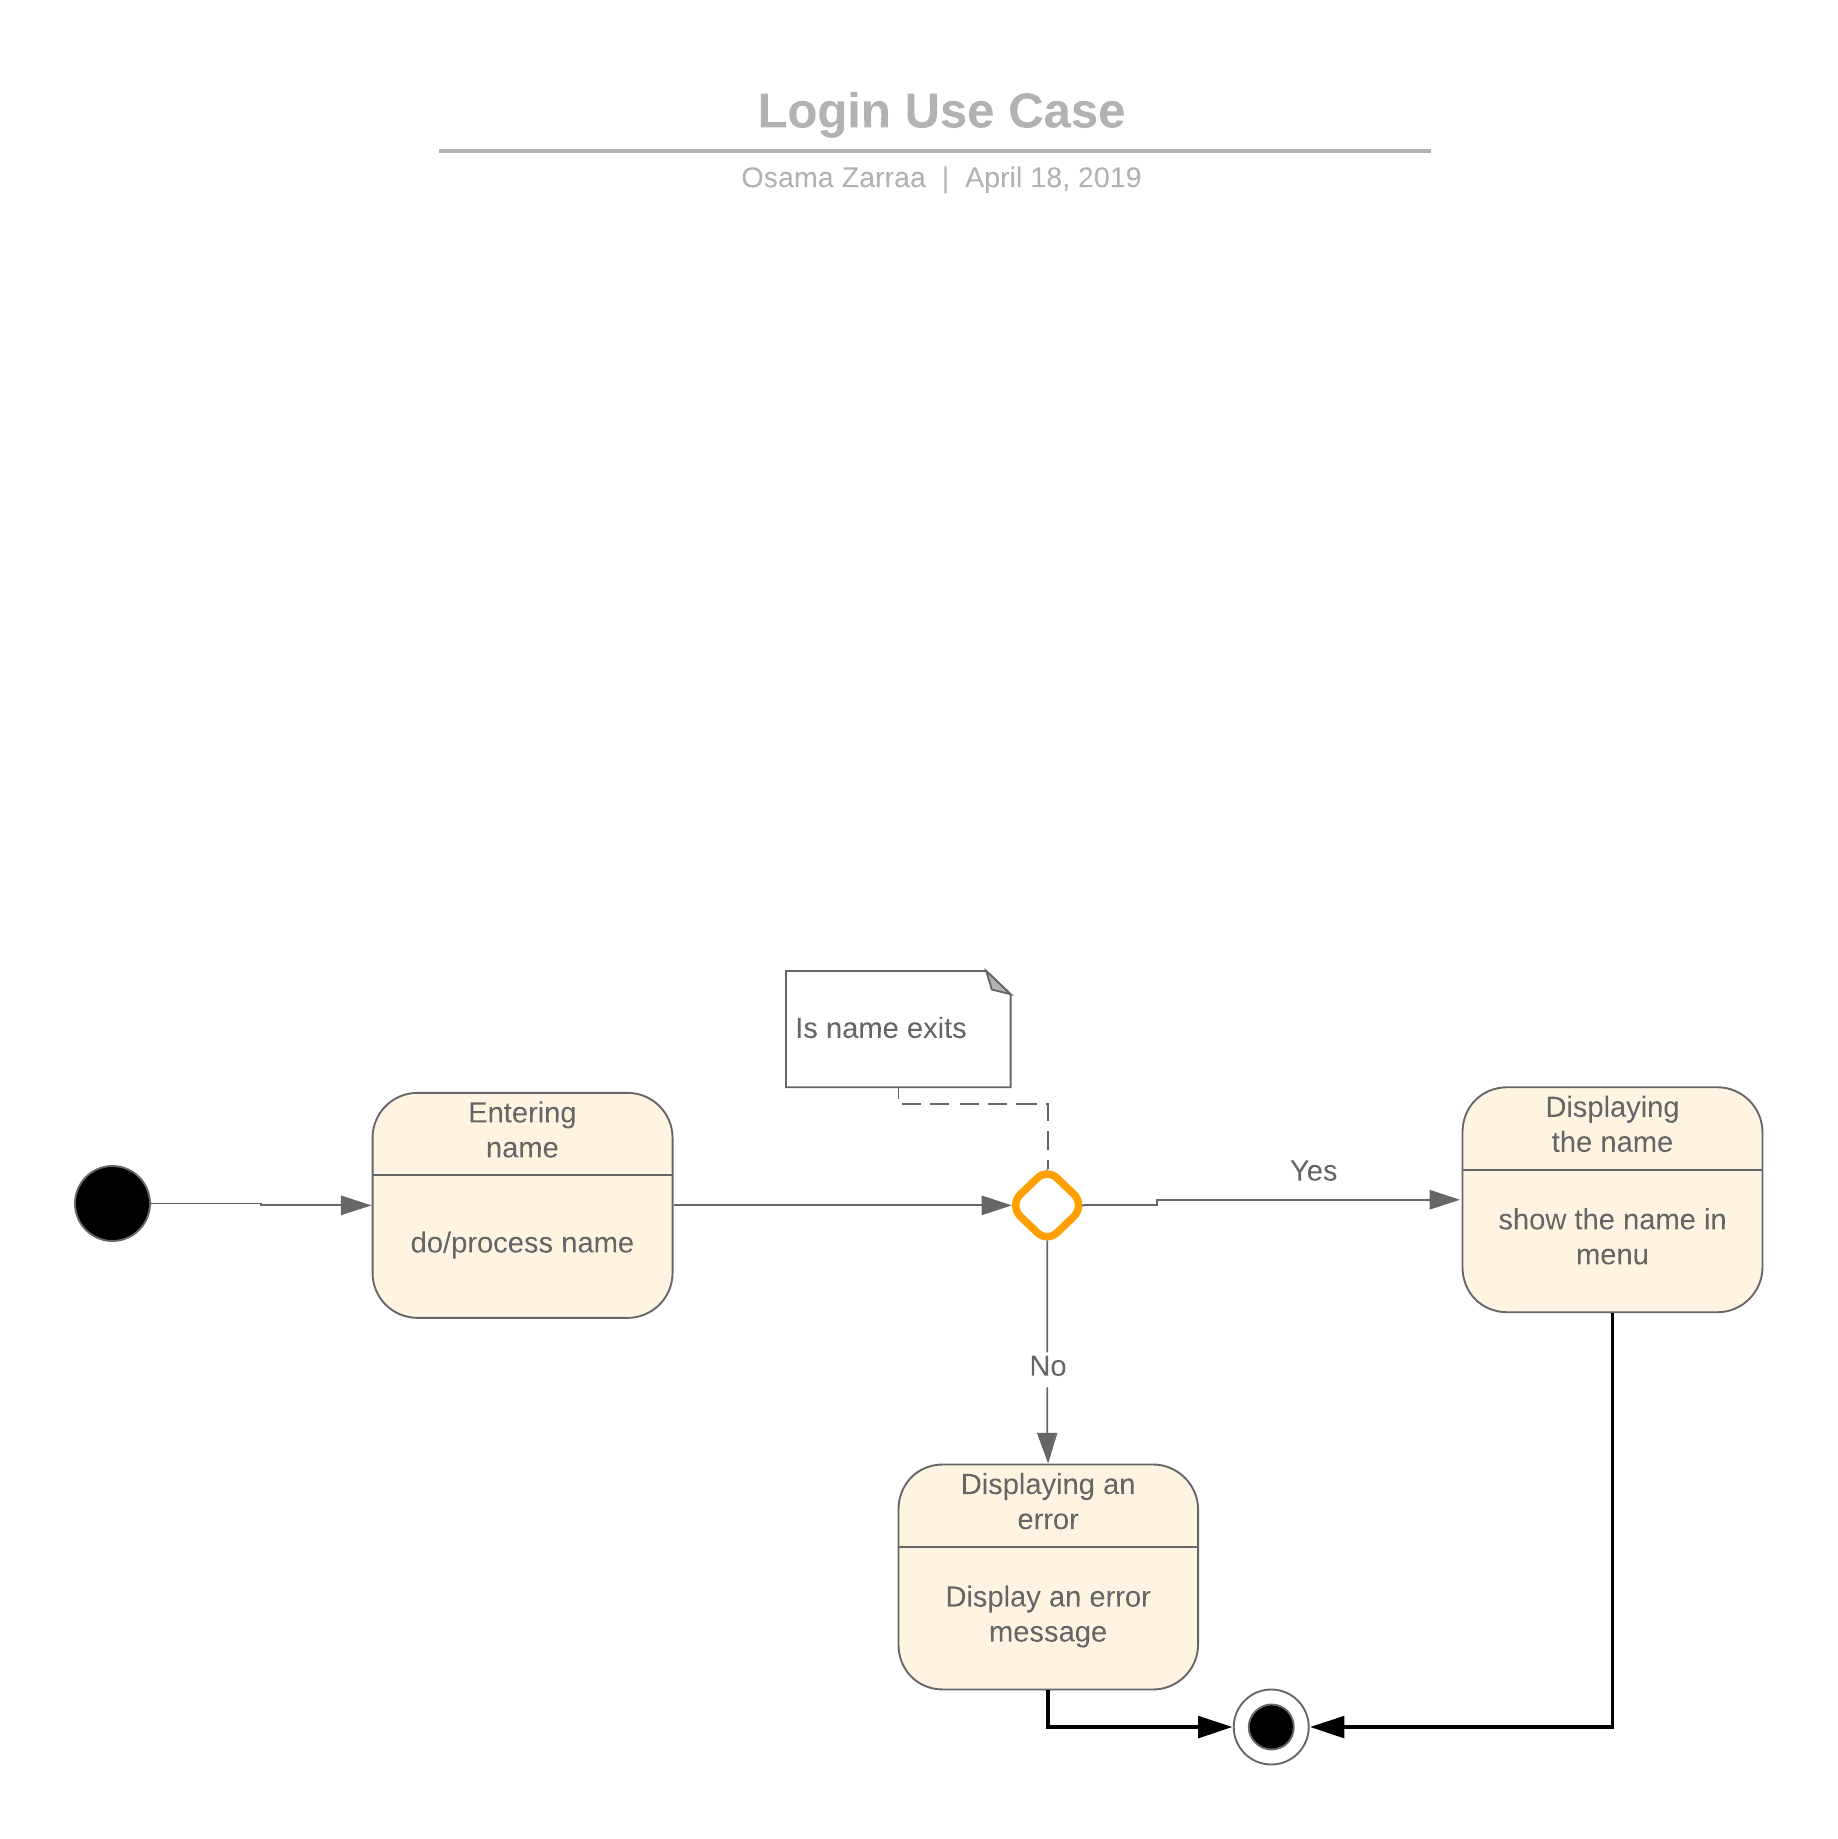 Login Use Case
Osama Zarraa | April 18, 2019
Is name exits
Entering
name
do/process name
Yes
Displaying
the name
show the name in
menu
No
Displaying an
error
Display an error
message